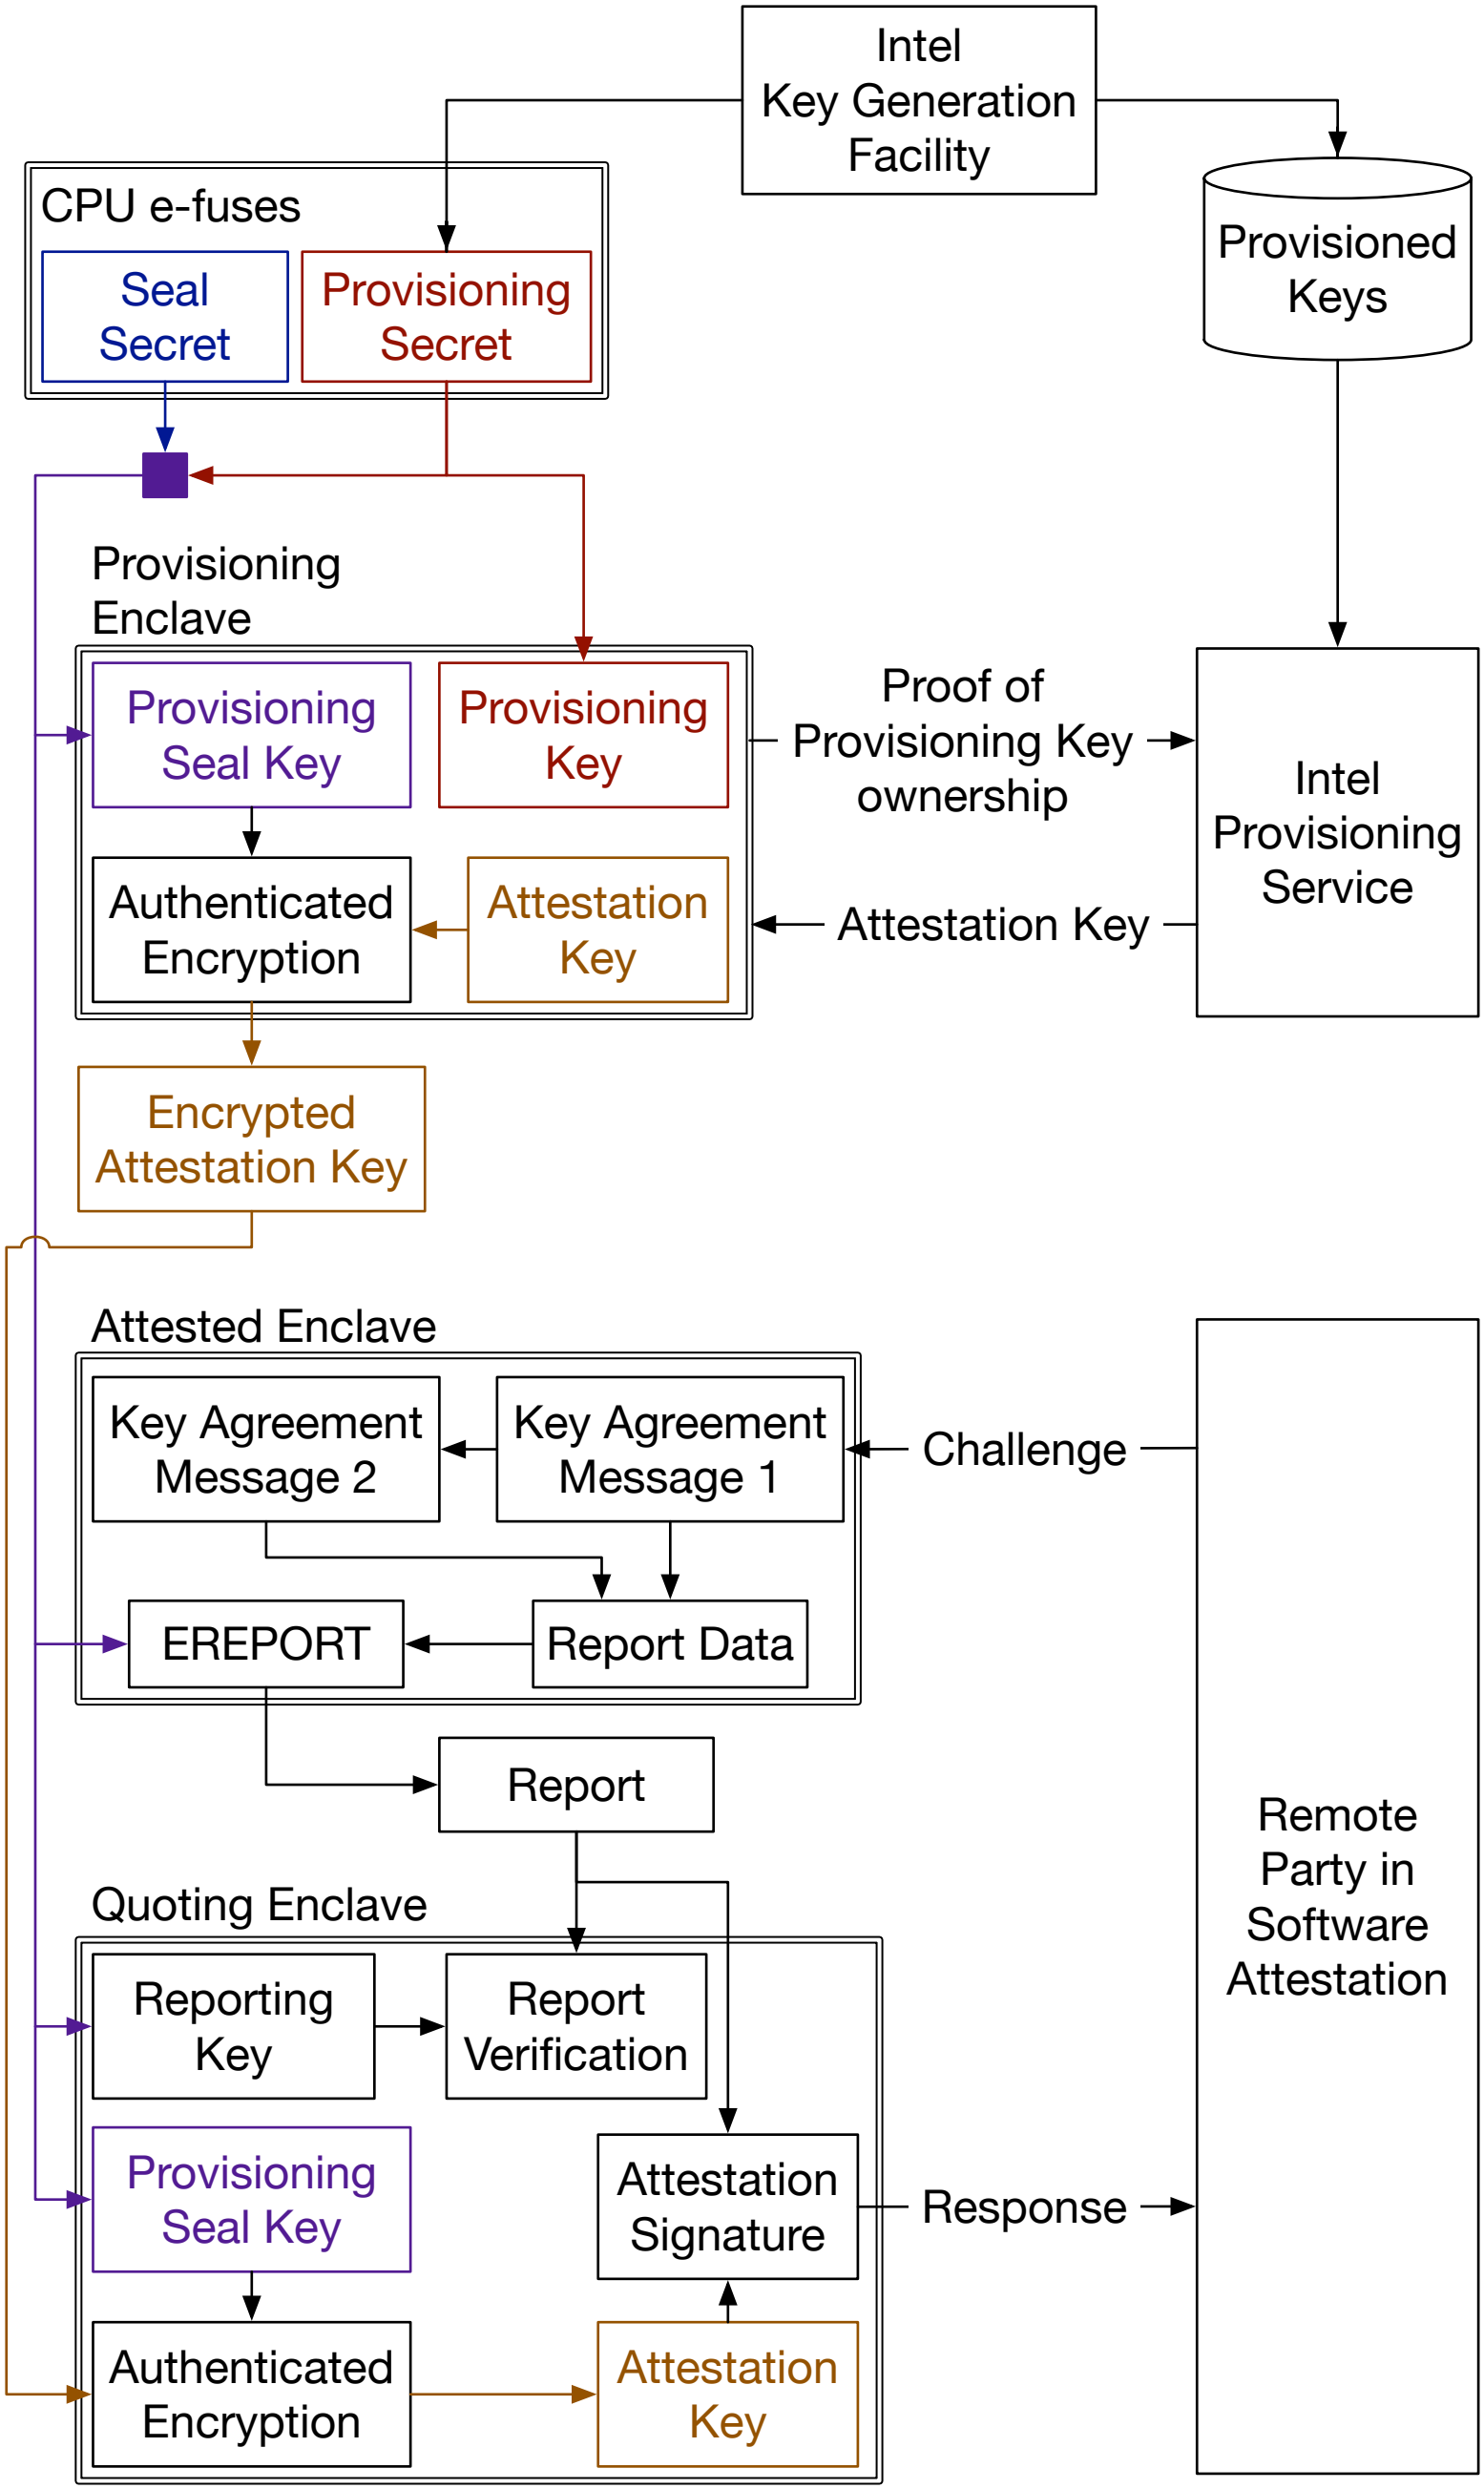 Intel
Key Generation
Facility
CPU e-fuses
Seal
Secret
Provisioning
Secret
Provisioned
Keys
Provisioning
Enclave
Provisioning
Seal Key
Provisioning
Key
Proof of
Provisioning Key
ownership
Intel
Provisioning
Service
Authenticated
Encryption
Attestation
Key
Attestation Key
Encrypted
Attestation Key
Attested Enclave
Key Agreement
Message 2
Key Agreement
Message 1
Challenge
EREPORT
Report Data
Report
Remote
Party in
Software
Attestation
Quoting Enclave
Reporting
Key
Report
Verification
Provisioning
Seal Key
Attestation
Signature
Response
Authenticated
Encryption
Attestation
Key